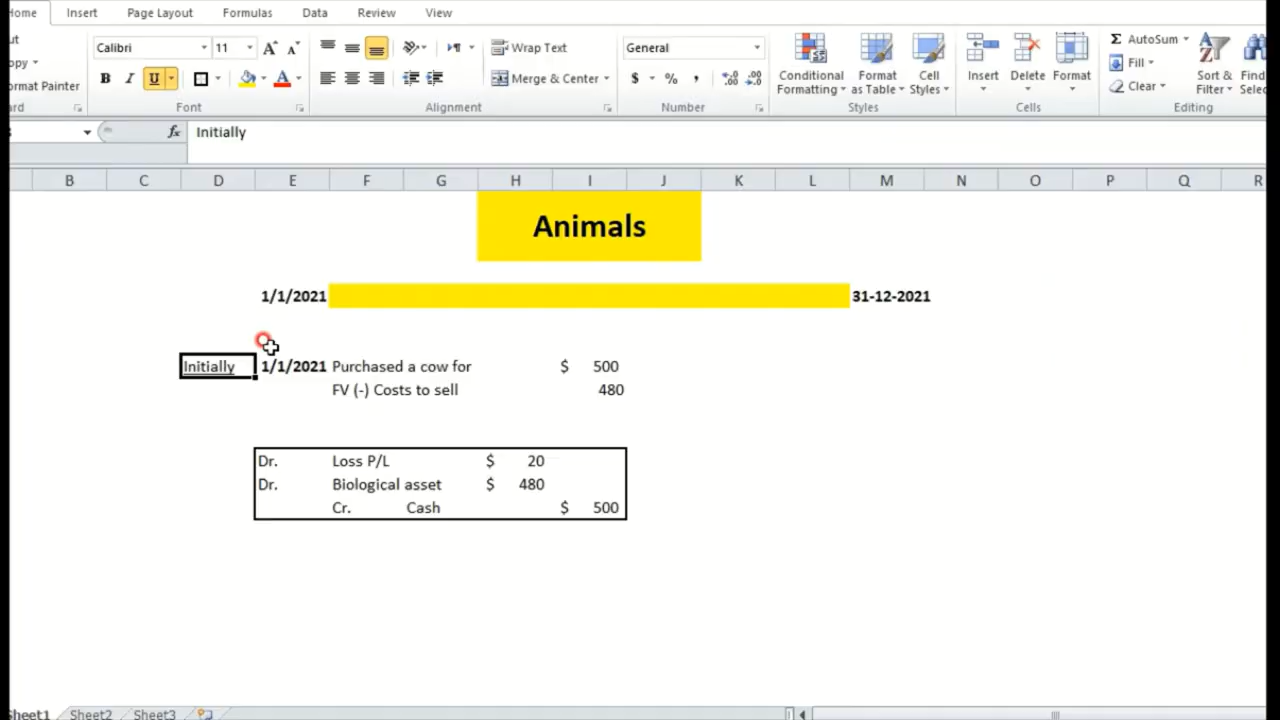 Home Insert Page Layout Formulas Data Review View
Calibri 11 A A Wrap Text General Σ AutoSum
B I U A Merge & Center $ % , Conditional Formatting Format as Table Cell Styles Insert Delete Format Fill Sort & Filter
Format Painter Clear
Font Alignment Number Styles Cells Editing
fx Initially
B C D E F G H I J K L M N O P Q R
Animals
1/1/2021 31-12-2021
Initially 1/1/2021 Purchased a cow for $ 500
FV (-) Costs to sell 480
Dr. Loss P/L $ 20
Dr. Biological asset $ 480
Cr. Cash $ 500
Sheet1 Sheet2 Sheet3